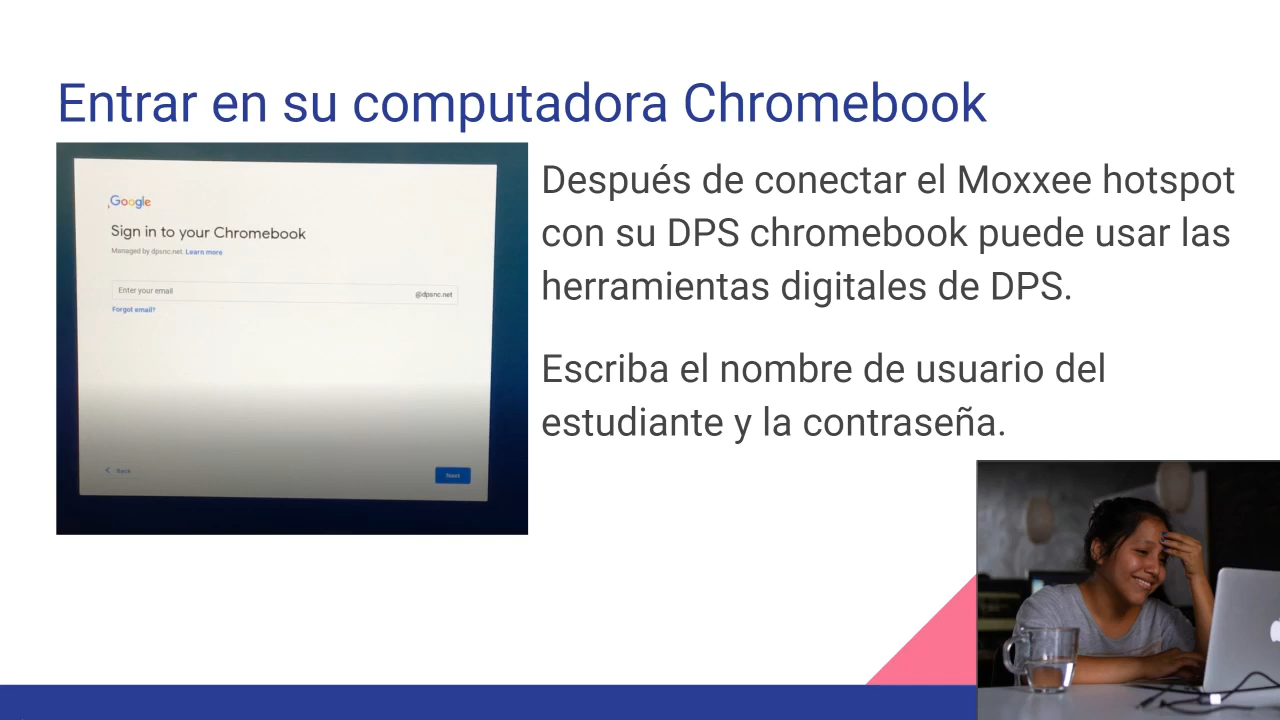 Entrar en su computadora Chromebook
Google
Sign in to your Chromebook
Managed by dpsnc.net. Learn more
Enter your email
@dpsnc.net
Forgot email?
Back
Next
Después de conectar el Moxxee hotspot
con su DPS chromebook puede usar las
herramientas digitales de DPS.
Escriba el nombre de usuario del
estudiante y la contraseña.